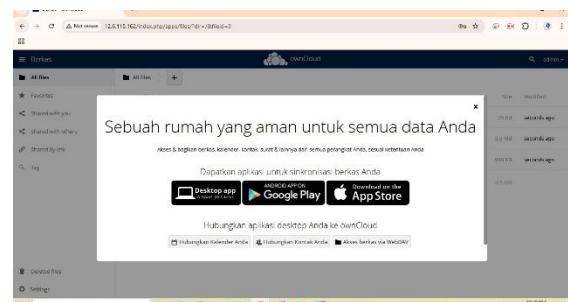 Not secure
12.6.115.162/index.php/apps/files/?dir=/&fileid=3
Berkas
ownCloud
admin
All files
All files
+
Favorites
Size
Modified
Shared with you
seconds ago
Sebuah rumah yang aman untuk semua data Anda
Shared with others
seconds ago
Akses & bagikan berkas, kalender, kontak, surat & lainnya dari semua perangkat Anda, sesuai ketentuan Anda
Shared by link
seconds ago
Dapatkan aplikasi untuk sinkronisasi berkas Anda
Desktop app
ANDROID APP ON
Google Play
Download on the
App Store
Hubungkan aplikasi desktop Anda ke ownCloud
Hubungkan Kalender Anda
Hubungkan Kontak Anda
Akses berkas via WebDAV
Deleted files
Settings